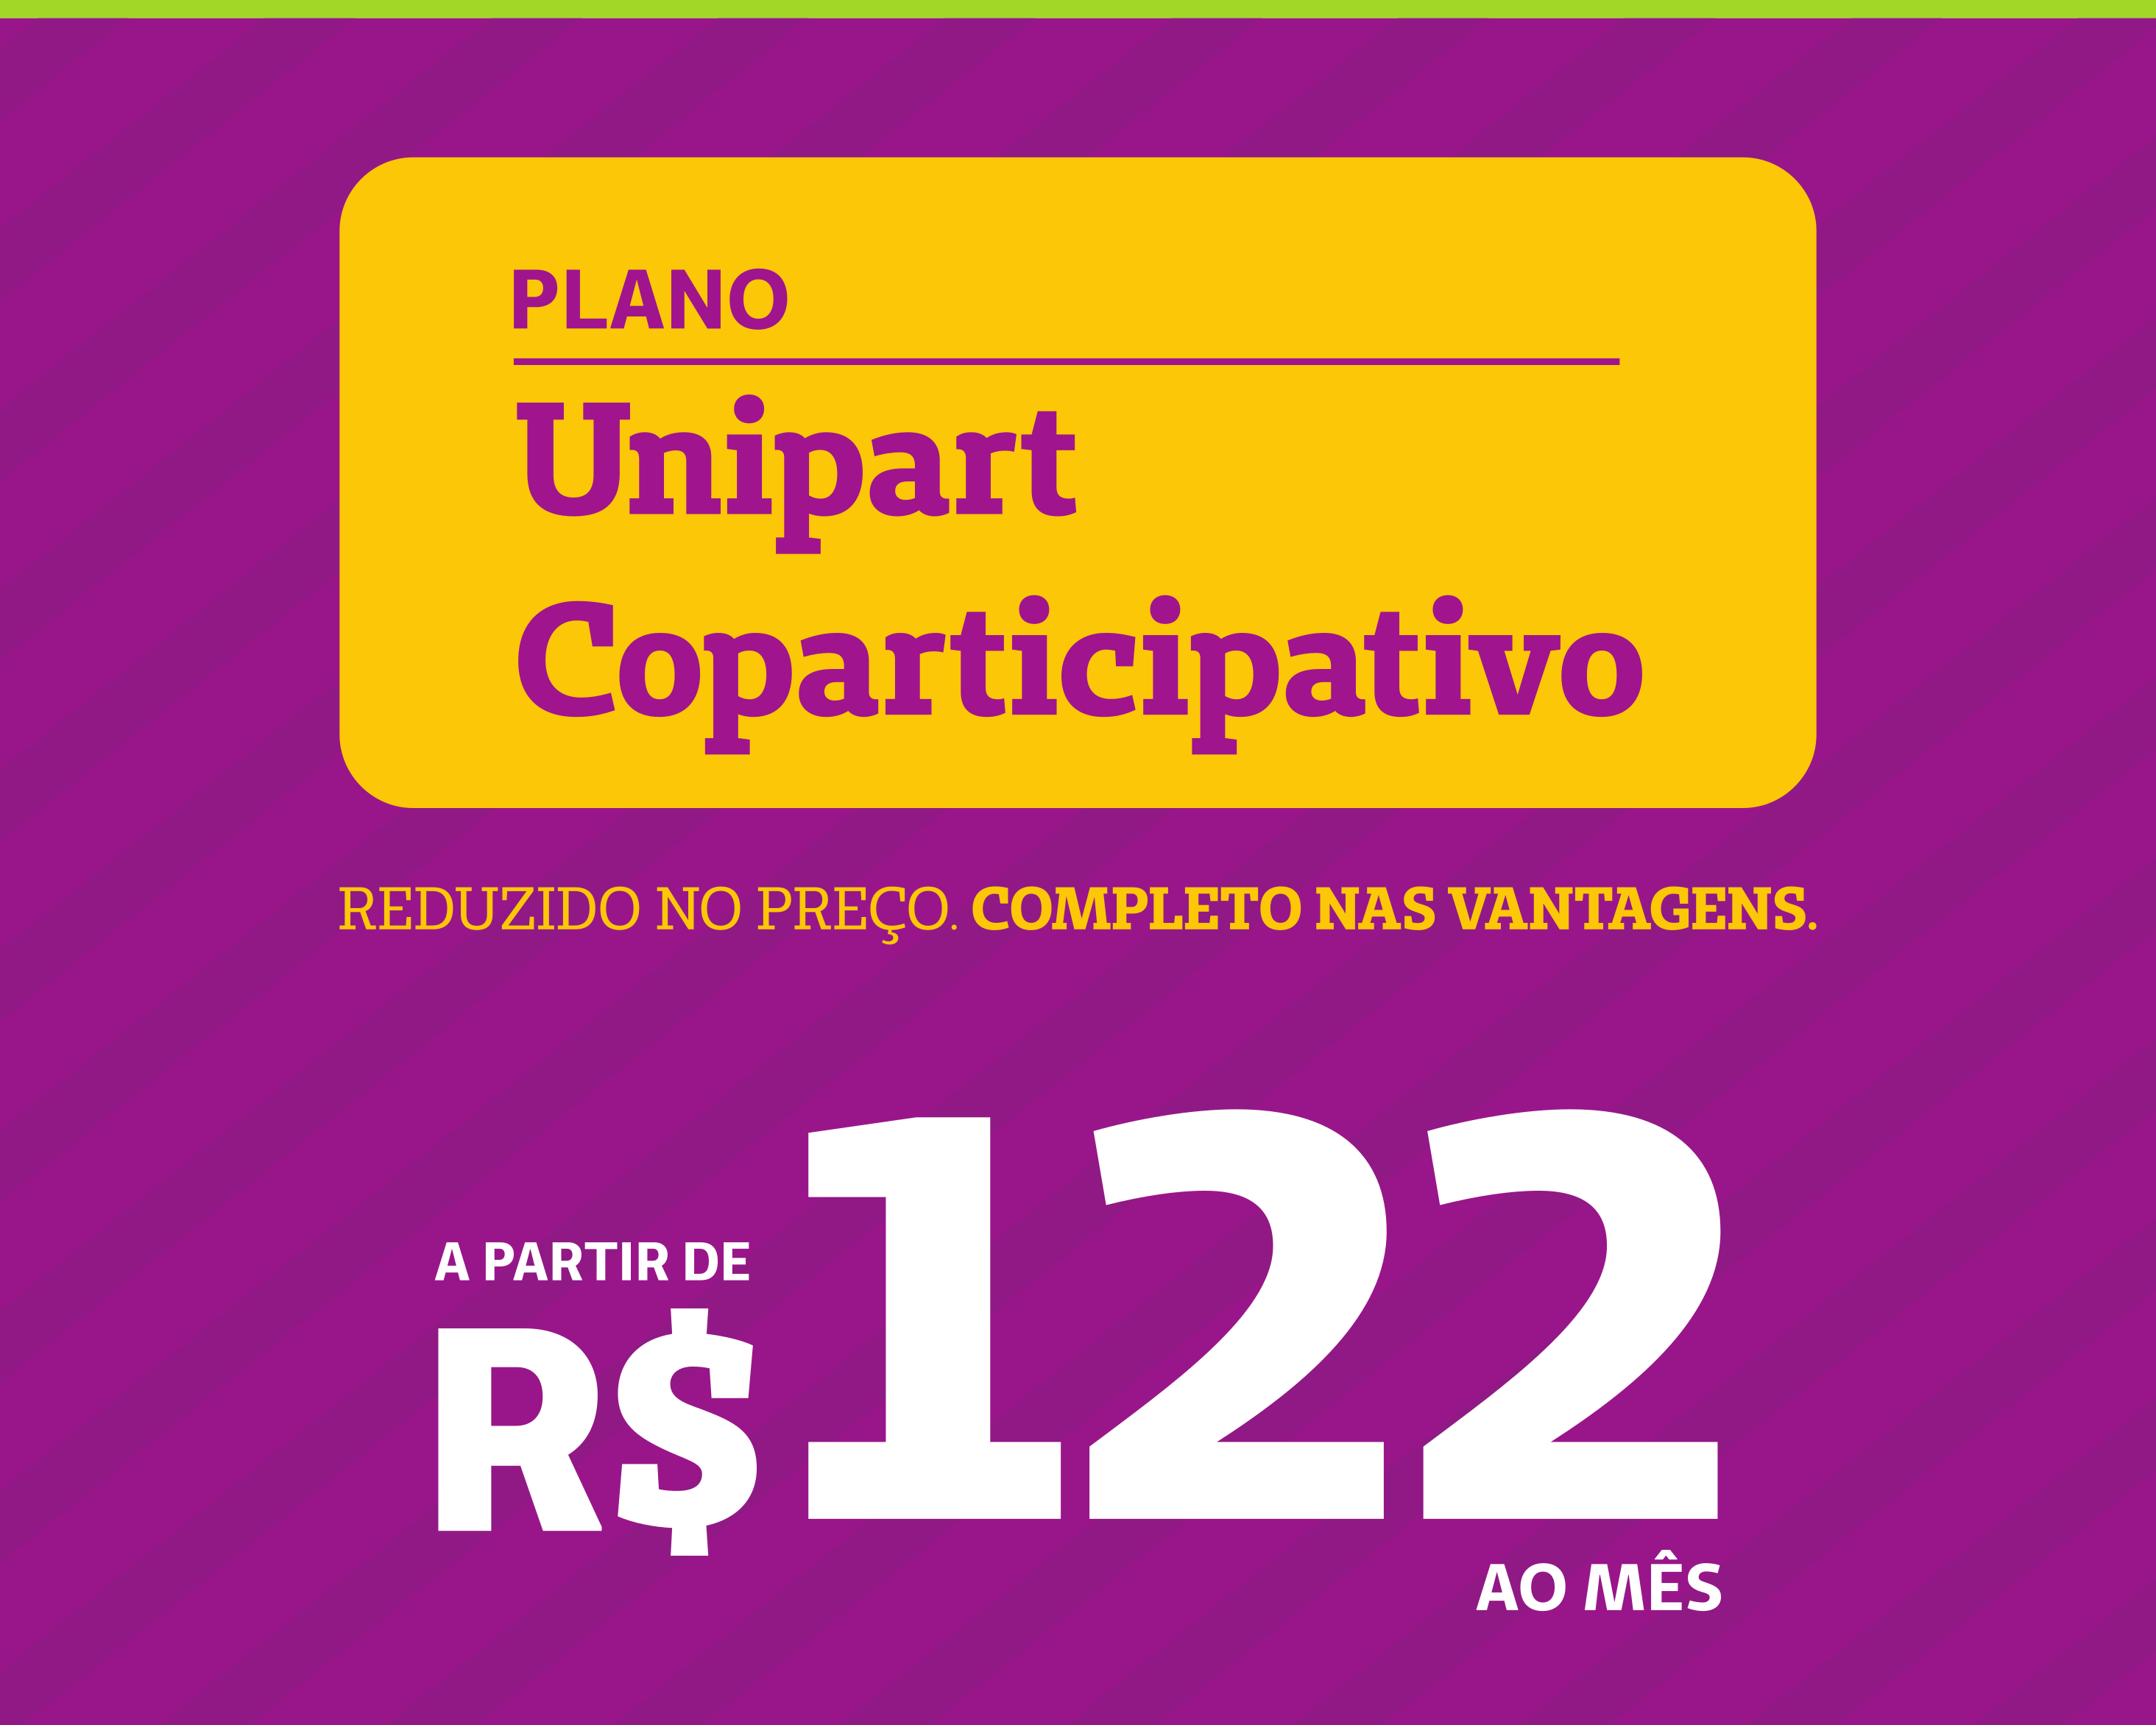 PLANO
Unipart
Coparticipativo
REDUZIDO NO PREÇO. COMPLETO NAS VANTAGENS.
A PARTIR DE
R$ 122
AO MÊS